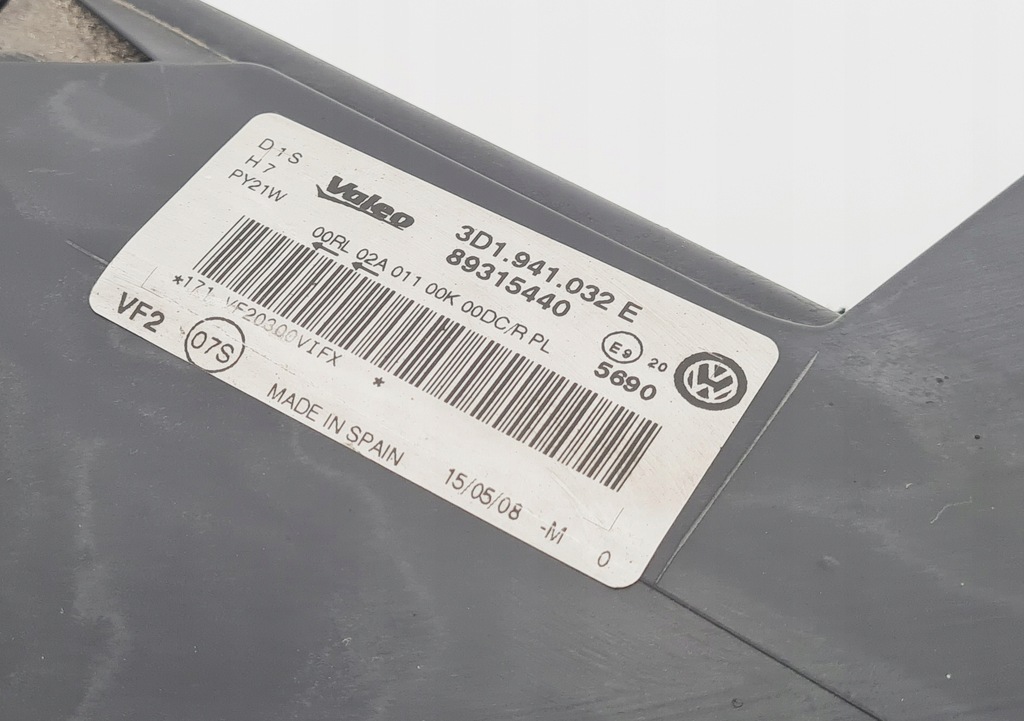 D1S
H7
PY21W
Valeo
3D1.941.032 E
89315440
00RL 02A 011 00K 00DC/R PL
E9 20
5690
*171 VF203Q0VIFX *
VF2
07S
MADE IN SPAIN
15/05/08 -M 0